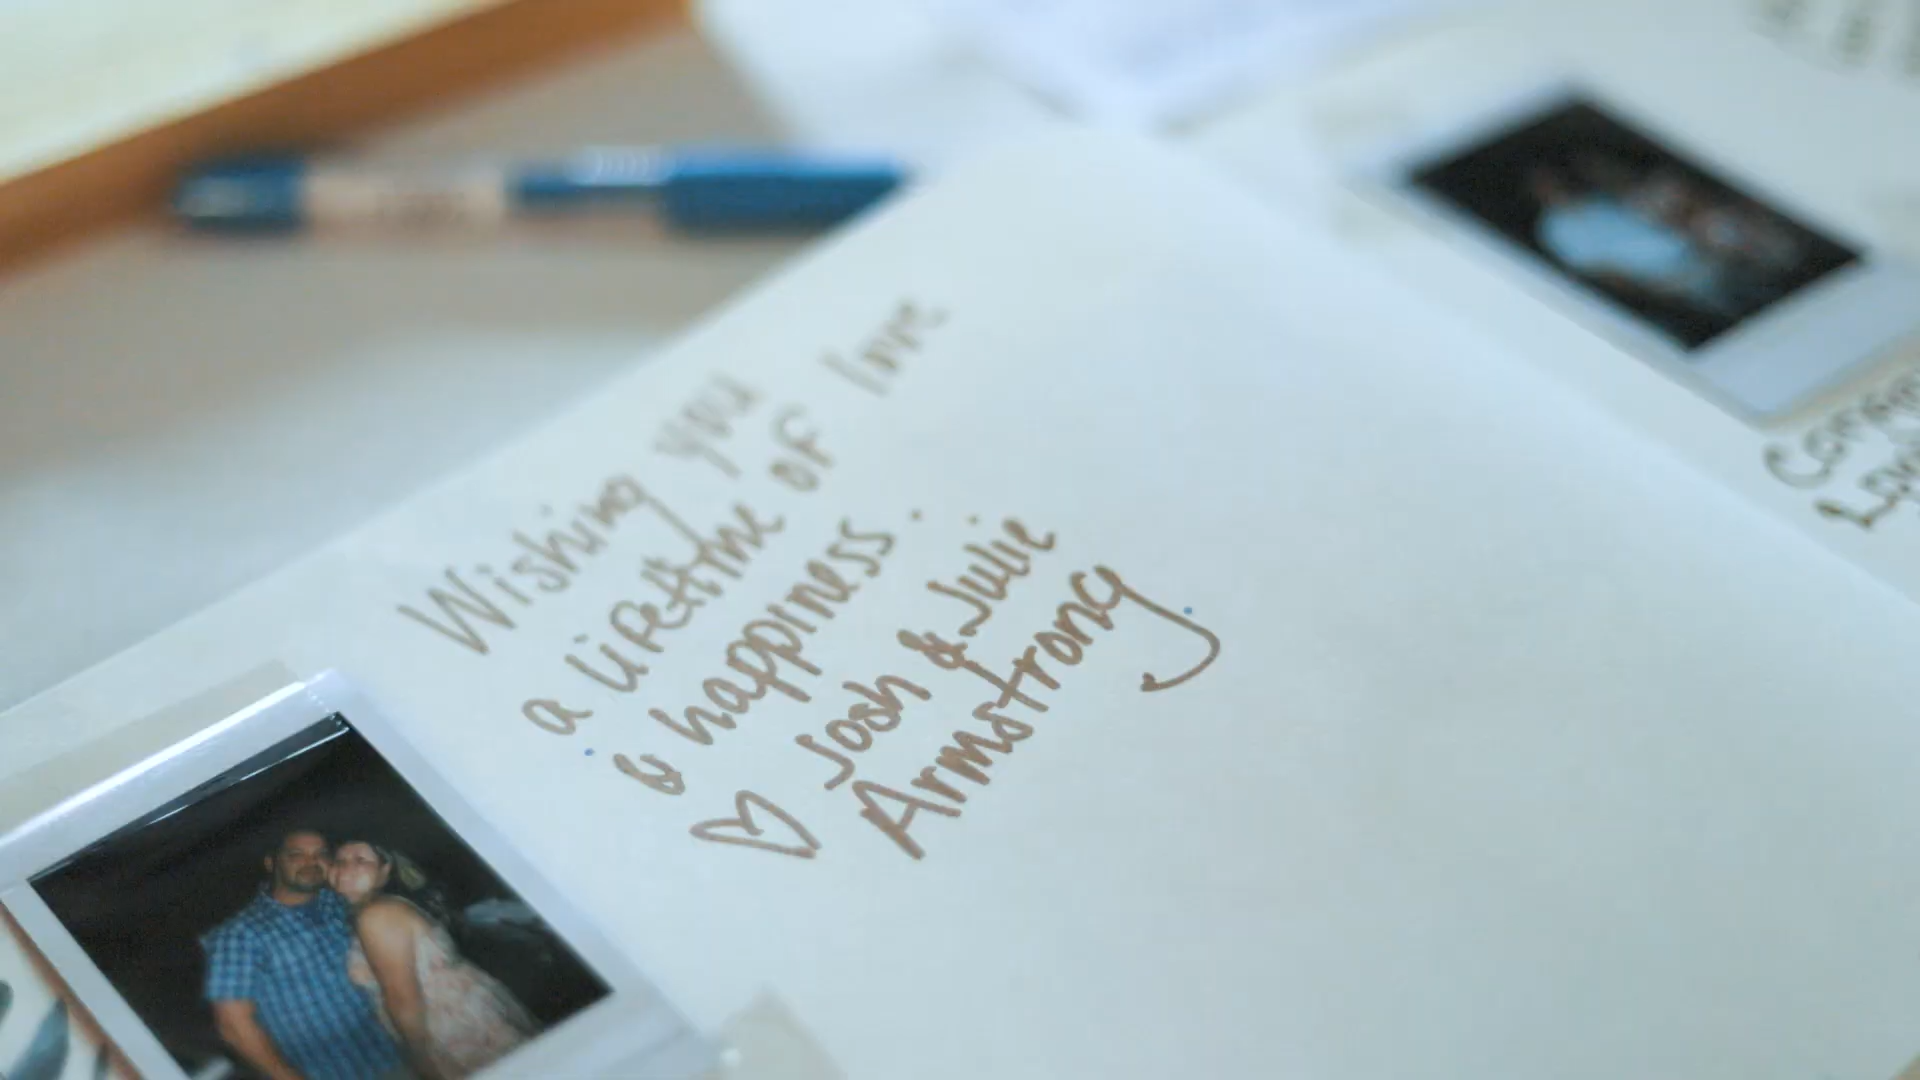 Wishing you
a lifetime of love
& happiness.
♡ Josh & Julie
Armstrong